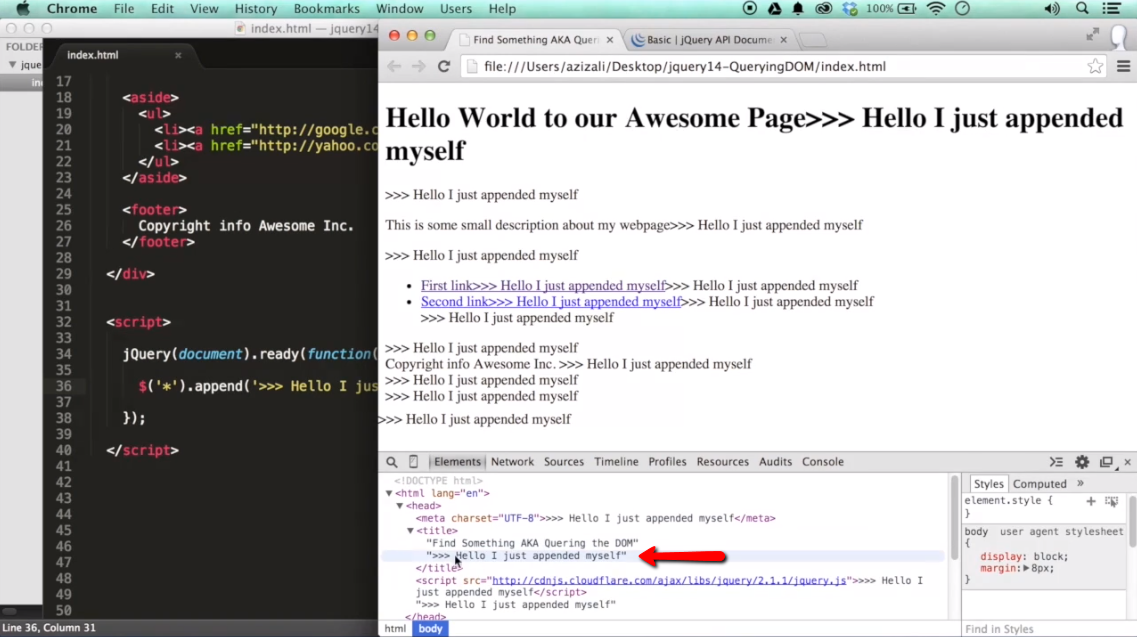 Chrome File Edit View History Bookmarks Window Users Help 100%
index.html — jquery14
FOLDER
jque
in
index.html ×
17
18 <aside>
19 <ul>
20 <li><a href="http://google.c
21 <li><a href="http://yahoo.co
22 </ul>
23 </aside>
24
25 <footer>
26 Copyright info Awesome Inc.
27 </footer>
28
29 </div>
30
31
32 <script>
33
34 jQuery(document).ready(function(
35
36 $('*').append('>>> Hello I jus
37
38 });
39
40 </script>
41
42
43
44
45
46
47
48
49
50
Line 36, Column 31
Find Something AKA Quer × Basic | jQuery API Docume ×
file:///Users/azizali/Desktop/jquery14-QueryingDOM/index.html
Hello World to our Awesome Page>>> Hello I just appended
myself
>>> Hello I just appended myself
This is some small description about my webpage>>> Hello I just appended myself
>>> Hello I just appended myself
• First link>>> Hello I just appended myself>>> Hello I just appended myself
• Second link>>> Hello I just appended myself>>> Hello I just appended myself
>>> Hello I just appended myself
>>> Hello I just appended myself
Copyright info Awesome Inc. >>> Hello I just appended myself
>>> Hello I just appended myself
>>> Hello I just appended myself
>>> Hello I just appended myself
Elements Network Sources Timeline Profiles Resources Audits Console
<!DOCTYPE html>
<html lang="en">
<head>
<meta charset="UTF-8">>>> Hello I just appended myself</meta>
<title>
"Find Something AKA Quering the DOM"
">>> Hello I just appended myself"
</title>
<script src="http://cdnjs.cloudflare.com/ajax/libs/jquery/2.1.1/jquery.js">>>> Hello I
just appended myself</script>
">>> Hello I just appended myself"
</head>
html body
Styles Computed »
element.style {
}
body user agent stylesheet
{
display: block;
margin:▶8px;
}
Find in Styles